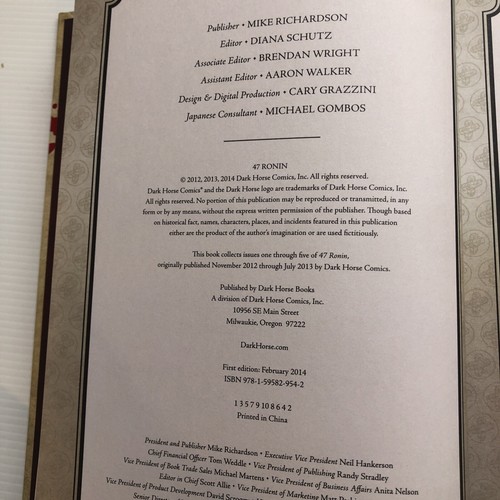 Publisher • MIKE RICHARDSON
Editor • DIANA SCHUTZ
Associate Editor • BRENDAN WRIGHT
Assistant Editor • AARON WALKER
Design & Digital Production • CARY GRAZZINI
Japanese Consultant • MICHAEL GOMBOS
47 RONIN
© 2012, 2013, 2014 Dark Horse Comics, Inc. All rights reserved.
Dark Horse Comics® and the Dark Horse logo are trademarks of Dark Horse Comics, Inc.
All rights reserved. No portion of this publication may be reproduced or transmitted, in any
form or by any means, without the express written permission of the publisher. Though based
on historical fact, names, characters, places, and incidents featured in this publication
either are the product of the author's imagination or are used fictitiously.
This book collects issues one through five of 47 Ronin,
originally published November 2012 through July 2013 by Dark Horse Comics.
Published by Dark Horse Books
A division of Dark Horse Comics, Inc.
10956 SE Main Street
Milwaukie, Oregon 97222
DarkHorse.com
First edition: February 2014
ISBN 978-1-59582-954-2
1 3 5 7 9 10 8 6 4 2
Printed in China
President and Publisher Mike Richardson • Executive Vice President Neil Hankerson
Chief Financial Officer Tom Weddle • Vice President of Publishing Randy Stradley
Vice President of Book Trade Sales Michael Martens • Vice President of Business Affairs Anita Nelson
Editor in Chief Scott Allie • Vice President of Marketing Matt
Vice President of Product Development David
Senior